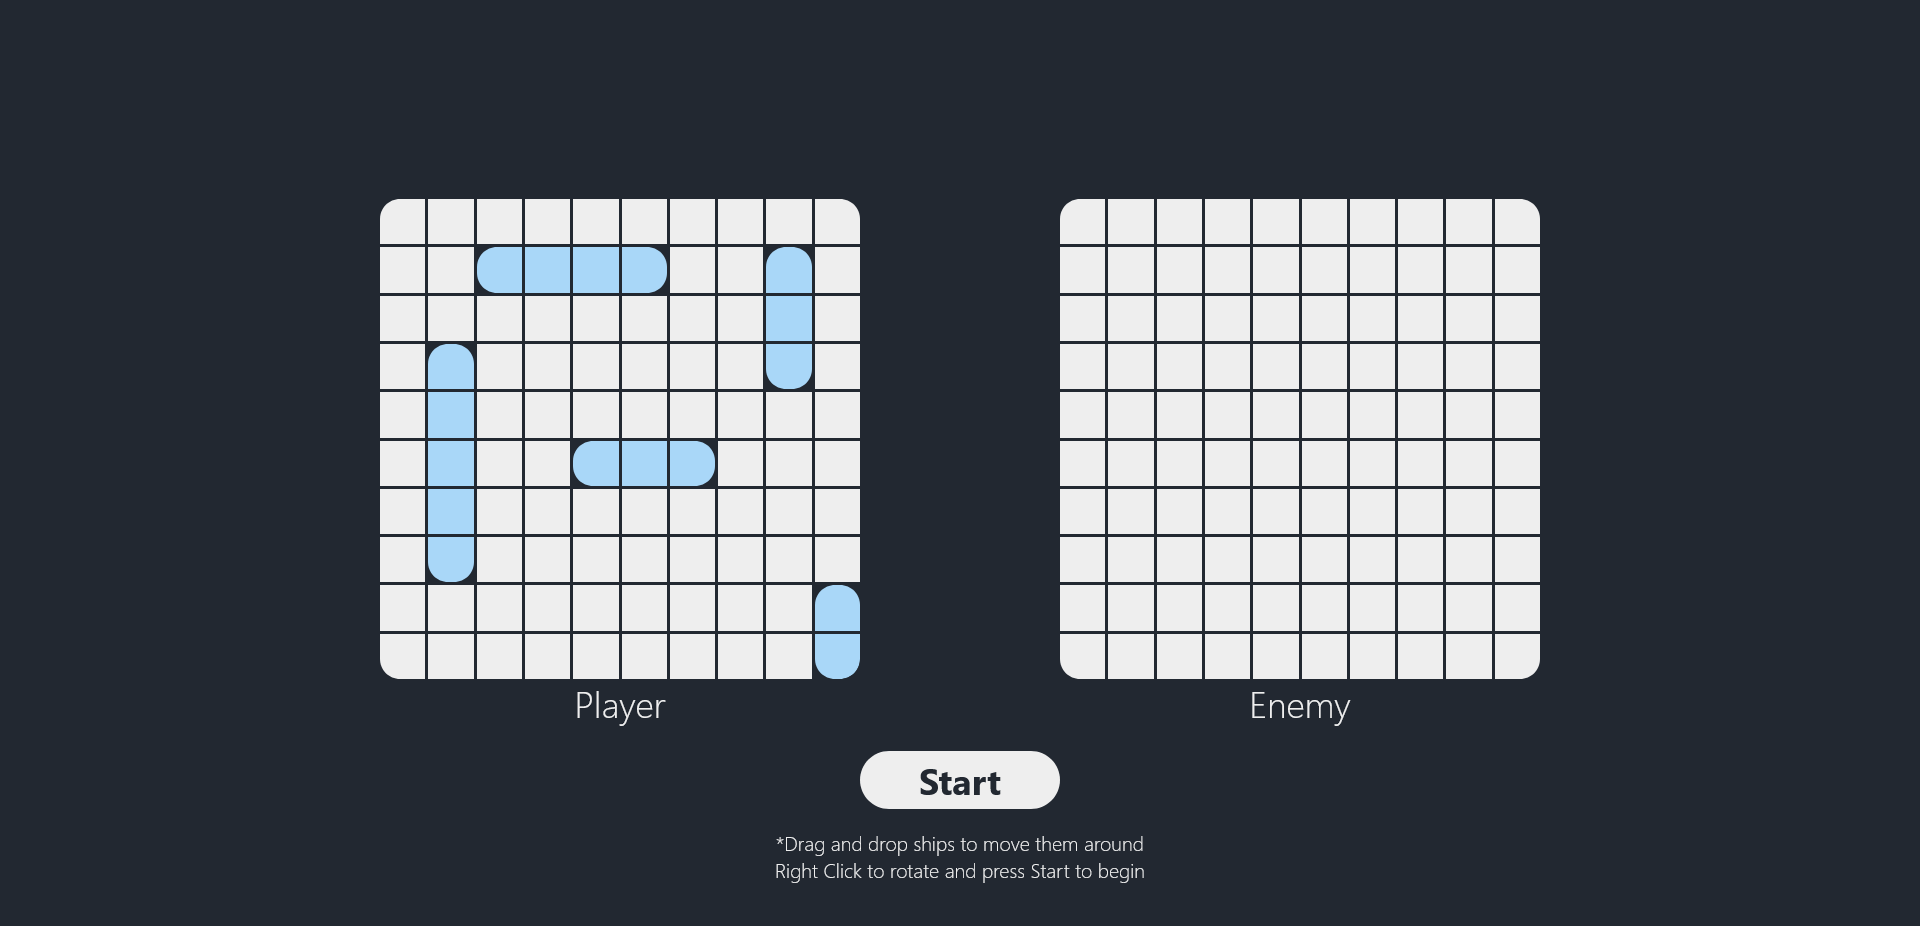 Player
Enemy
Start
*Drag and drop ships to move them around
Right Click to rotate and press Start to begin